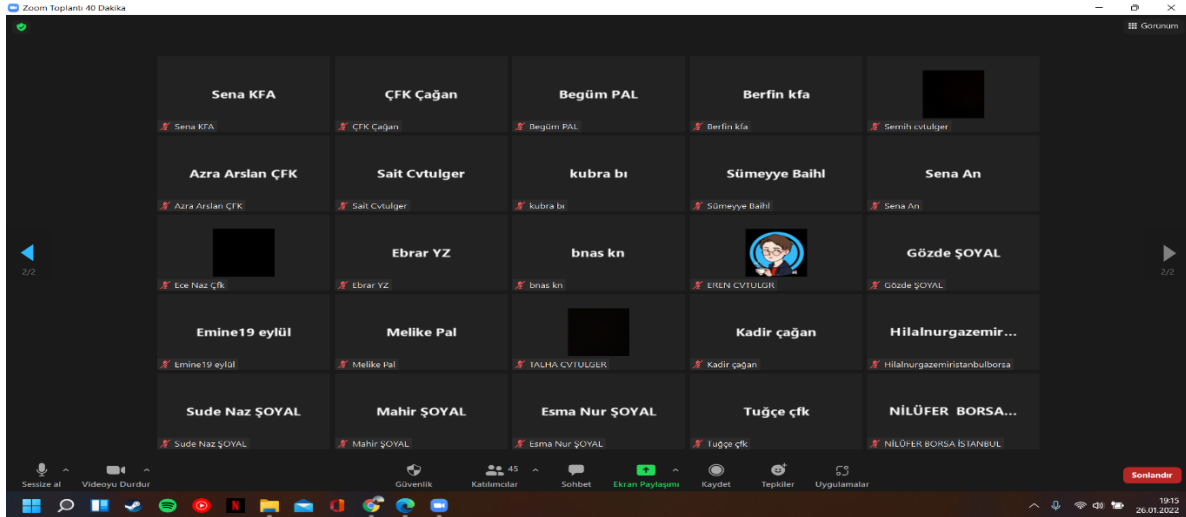 Zoom Toplantı 40 Dakika
Görünüm
Sena KFA
ÇFK Çağan
Begüm PAL
Berfin kfa
Sena KFA
ÇFK Çağan
Begüm PAL
Berfin kfa
Semih cvtulger
Azra Arslan ÇFK
Sait Cvtulger
kubra bı
Sümeyye Baihl
Sena An
Azra Arslan ÇFK
Sait Cvtulger
kubra bı
Sümeyye Baihl
Sena An
Ebrar YZ
bnas kn
Gözde ŞOYAL
2/2
2/2
Ece Naz Çfk
Ebrar YZ
bnas kn
EREN CVTULGR
Gözde ŞOYAL
Emine19 eylül
Melike Pal
Kadir çağan
Hilalnurgazemir...
Emine19 eylül
Melike Pal
TALHA CVTULGER
Kadir çağan
Hilalnurgazemiristanbulborsa
Sude Naz ŞOYAL
Mahir ŞOYAL
Esma Nur ŞOYAL
Tuğçe çfk
NİLÜFER BORSA...
Sude Naz ŞOYAL
Mahir ŞOYAL
Esma Nur ŞOYAL
Tuğçe çfk
NİLÜFER BORSA İSTANBUL
45
Sessize al
Videoyu Durdur
Güvenlik
Katılımcılar
Sohbet
Ekran Paylaşımı
Kaydet
Tepkiler
Uygulamalar
Sonlandır
19:15
26.01.2022